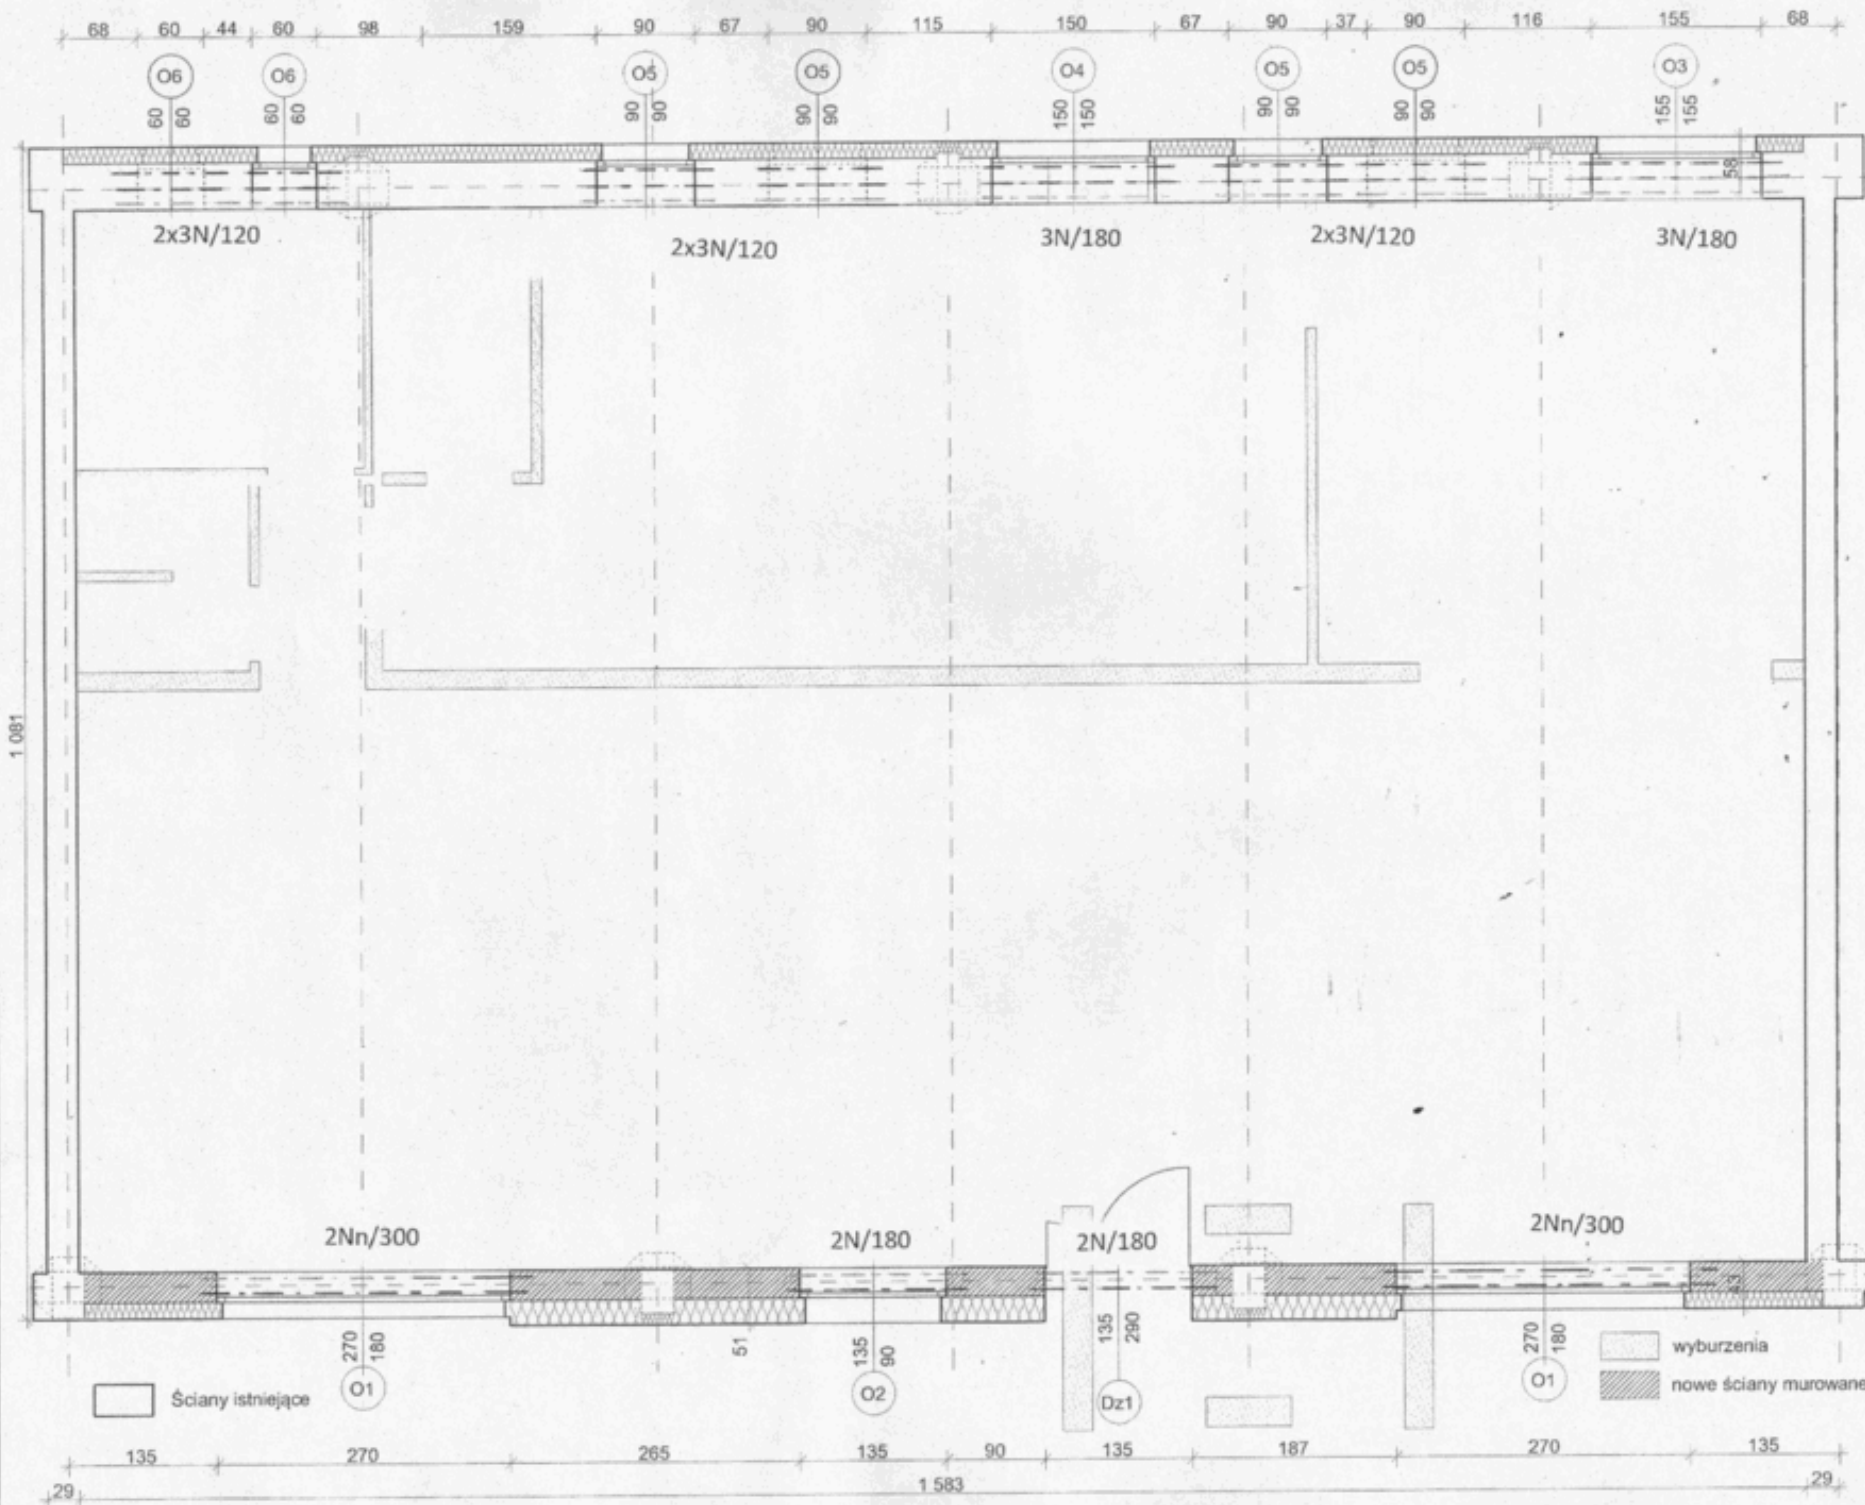 68 60 44 60 98 159 90 67 90 115 150 67 90 37 90 116 155 68
O6 O6 O5 O5 O4 O5 O5 O3
60 60 60 60 90 90 90 90 150 150 90 90 90 90 155 155
58
2x3N/120 2x3N/120 3N/180 2x3N/120 3N/180
1 081
2Nn/300 2N/180 2N/180 2Nn/300
43
270 180 51 135 90 135 290 270 180
O1 O2 Dz1 O1
wyburzenia
Ściany istniejące
nowe ściany murowane
135 270 265 135 90 135 187 270 135
29 1 583 29